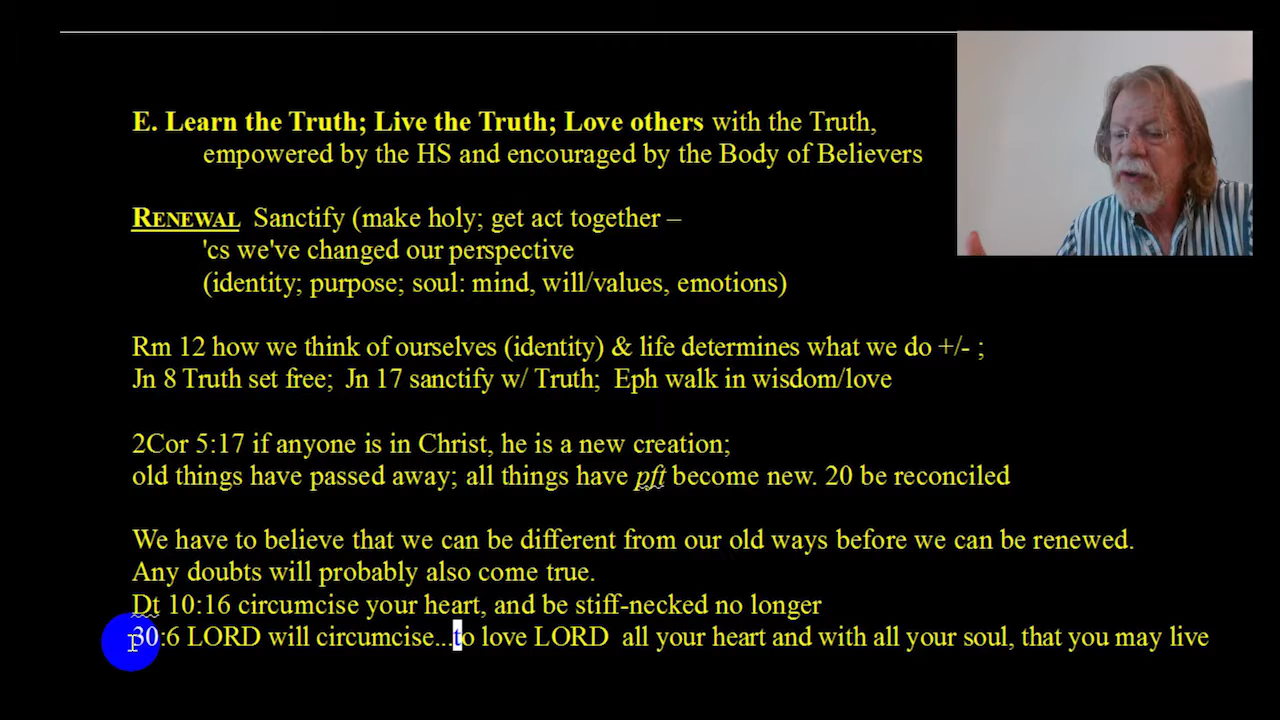 E. Learn the Truth; Live the Truth; Love others with the Truth,
empowered by the HS and encouraged by the Body of Believers
RENEWAL Sanctify (make holy; get act together –
'cs we've changed our perspective
(identity; purpose; soul: mind, will/values, emotions)
Rm 12 how we think of ourselves (identity) & life determines what we do +/- ;
Jn 8 Truth set free; Jn 17 sanctify w/ Truth; Eph walk in wisdom/love
2Cor 5:17 if anyone is in Christ, he is a new creation;
old things have passed away; all things have pft become new. 20 be reconciled
We have to believe that we can be different from our old ways before we can be renewed.
Any doubts will probably also come true.
Dt 10:16 circumcise your heart, and be stiff-necked no longer
30:6 LORD will circumcise...to love LORD all your heart and with all your soul, that you may live